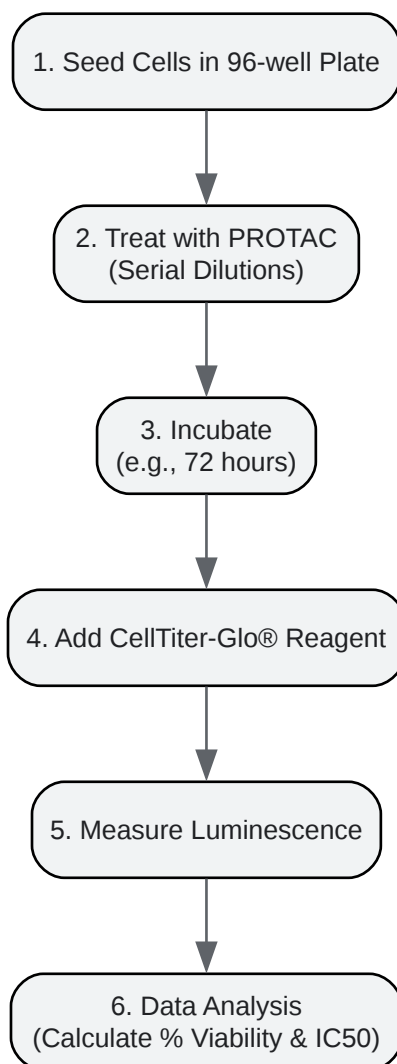 1. Seed Cells in 96-well Plate
2. Treat with PROTAC
(Serial Dilutions)
3. Incubate
(e.g., 72 hours)
4. Add CellTiter-Glo® Reagent
5. Measure Luminescence
6. Data Analysis
(Calculate % Viability & IC50)